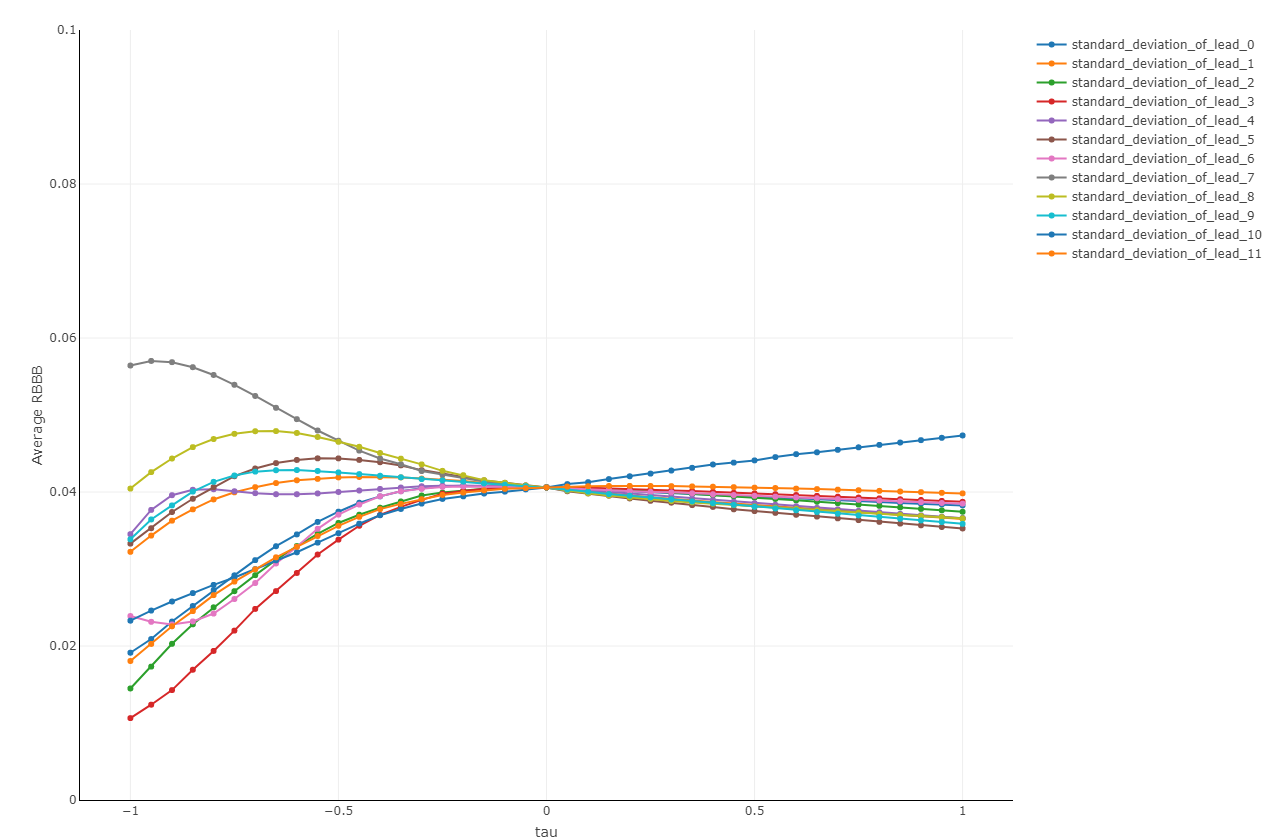 0.1
0.08
0.06
0.04
0.02
0
−1
−0.5
0
0.5
1
tau
Average RBBB
standard_deviation_of_lead_0
standard_deviation_of_lead_1
standard_deviation_of_lead_2
standard_deviation_of_lead_3
standard_deviation_of_lead_4
standard_deviation_of_lead_5
standard_deviation_of_lead_6
standard_deviation_of_lead_7
standard_deviation_of_lead_8
standard_deviation_of_lead_9
standard_deviation_of_lead_10
standard_deviation_of_lead_11